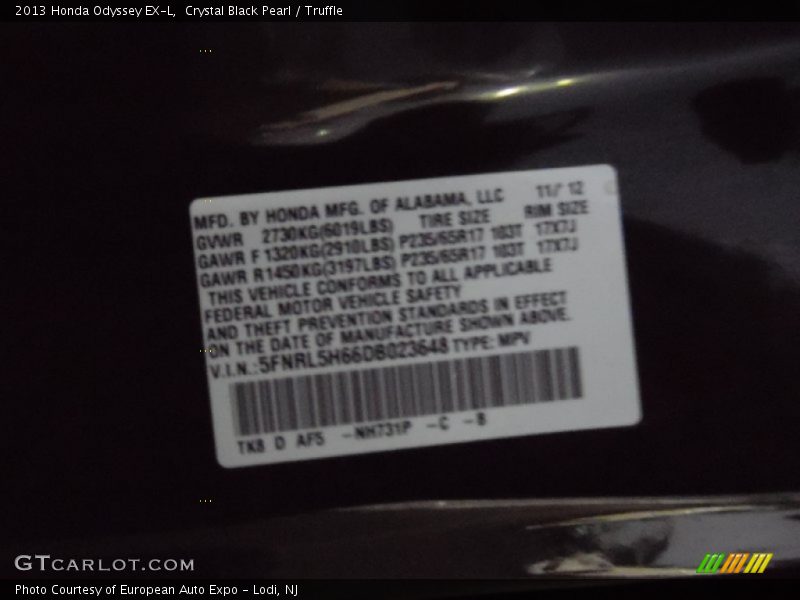 2013 Honda Odyssey EX-L, Crystal Black Pearl / Truffle
MFD. BY HONDA MFG. OF ALABAMA, LLC 11/ 12
GVWR 2730KG(6019LBS) TIRE SIZE RIM SIZE
GAWR F 1320KG(2910LBS) P235/65R17 103T 17X7J
GAWR R1450KG(3197LBS) P235/65R17 103T 17X7J
THIS VEHICLE CONFORMS TO ALL APPLICABLE
FEDERAL MOTOR VEHICLE SAFETY
AND THEFT PREVENTION STANDARDS IN EFFECT
ON THE DATE OF MANUFACTURE SHOWN ABOVE.
V.I.N.:5FNRL5H66DB023648 TYPE: MPV
TK8 D AF5 -NH731P -C -B
GTCARLOT.COM
Photo Courtesy of European Auto Expo - Lodi, NJ